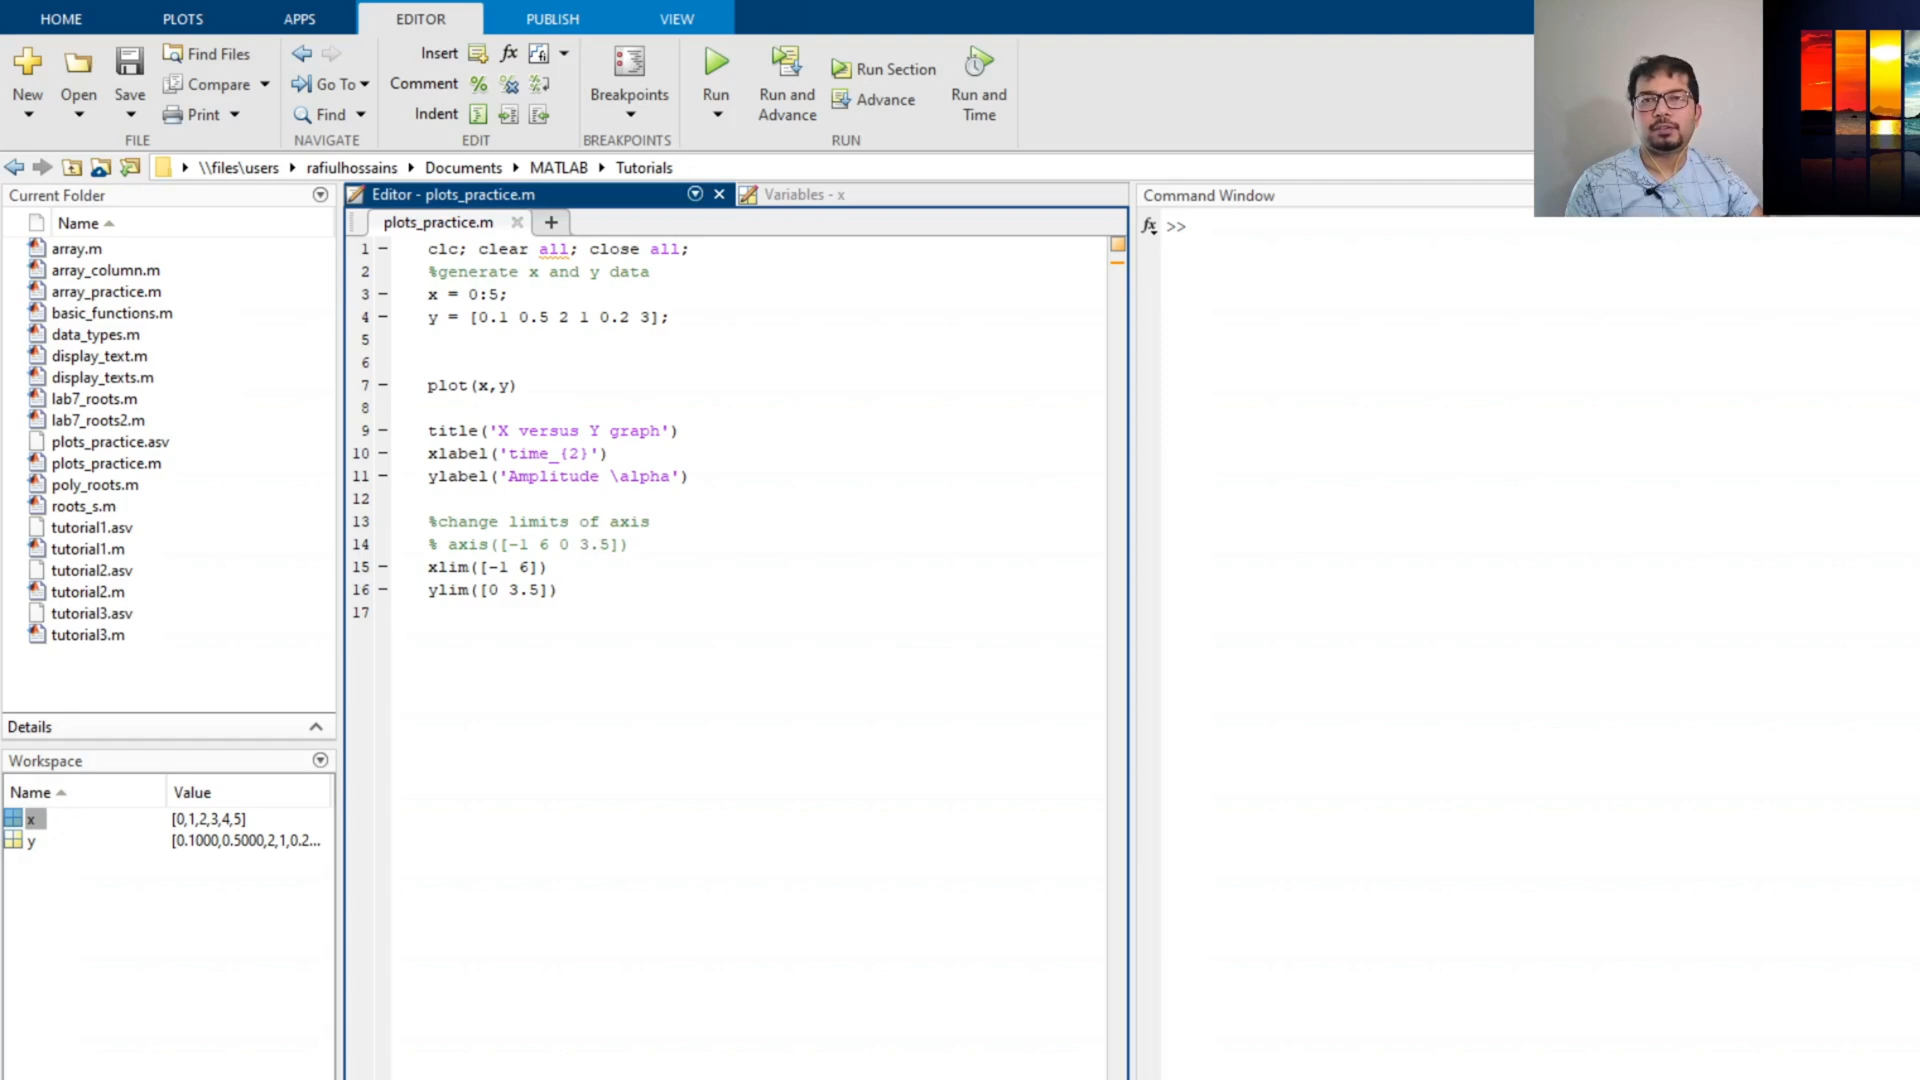 HOME PLOTS APPS EDITOR PUBLISH VIEW
New
Open
Save
Find Files
Compare
Print
FILE
Go To
Find
NAVIGATE
Insert fx
Comment
Indent
EDIT
Breakpoints
BREAKPOINTS
Run
Run and
Advance
Run Section
Advance
Run and
Time
RUN
\\files\users rafiulhossains Documents MATLAB Tutorials
Current Folder
Name
array.m
array_column.m
array_practice.m
basic_functions.m
data_types.m
display_text.m
display_texts.m
lab7_roots.m
lab7_roots2.m
plots_practice.asv
plots_practice.m
poly_roots.m
roots_s.m
tutorial1.asv
tutorial1.m
tutorial2.asv
tutorial2.m
tutorial3.asv
tutorial3.m
Details
Workspace
Name Value
x [0,1,2,3,4,5]
y [0.1000,0.5000,2,1,0.2...
Editor - plots_practice.m
Variables - x
plots_practice.m
1 clc; clear all; close all;
2 %generate x and y data
3 x = 0:5;
4 y = [0.1 0.5 2 1 0.2 3];
5
6
7 plot(x,y)
8
9 title('X versus Y graph')
10 xlabel('time_{2}')
11 ylabel('Amplitude \alpha')
12
13 %change limits of axis
14 % axis([-1 6 0 3.5])
15 xlim([-1 6])
16 ylim([0 3.5])
17
Command Window
fx >>